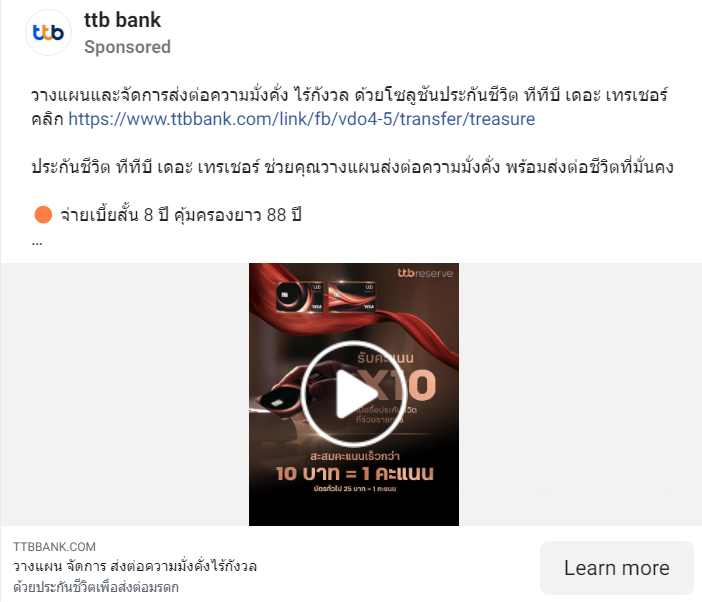 ttb
ttb bank
Sponsored
วางแผนและจัดการส่งต่อความมั่งคั่ง ไร้กังวล ด้วยโซลูชันประกันชีวิต ทีทีบี เดอะ เทรเชอร์
คลิก https://www.ttbbank.com/link/fb/vdo4-5/transfer/treasure
ประกันชีวิต ทีทีบี เดอะ เทรเชอร์ ช่วยคุณวางแผนส่งต่อความมั่งคั่ง พร้อมส่งต่อชีวิตที่มั่นคง
จ่ายเบี้ยสั้น 8 ปี คุ้มครองยาว 88 ปี
...
ttbreserve
ttb
ttb
VISA
VISA
รับคะแนน
X10
ที่ร่วมรายการ
สะสมคะแนนเร็วกว่า
10 บาท = 1 คะแนน
บัตรทั่วไป 25 บาท = 1 คะแนน
TTBBANK.COM
วางแผน จัดการ ส่งต่อความมั่งคั่งไร้กังวล
ด้วยประกันชีวิตเพื่อส่งต่อมรดก
Learn more